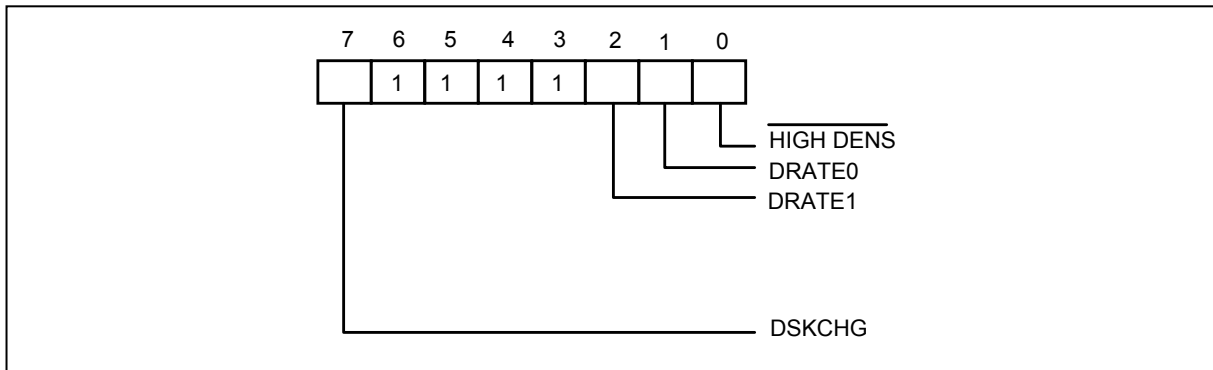 7 6 5 4 3 2 1 0
1 1 1 1
HIGH DENS
DRATE0
DRATE1
DSKCHG